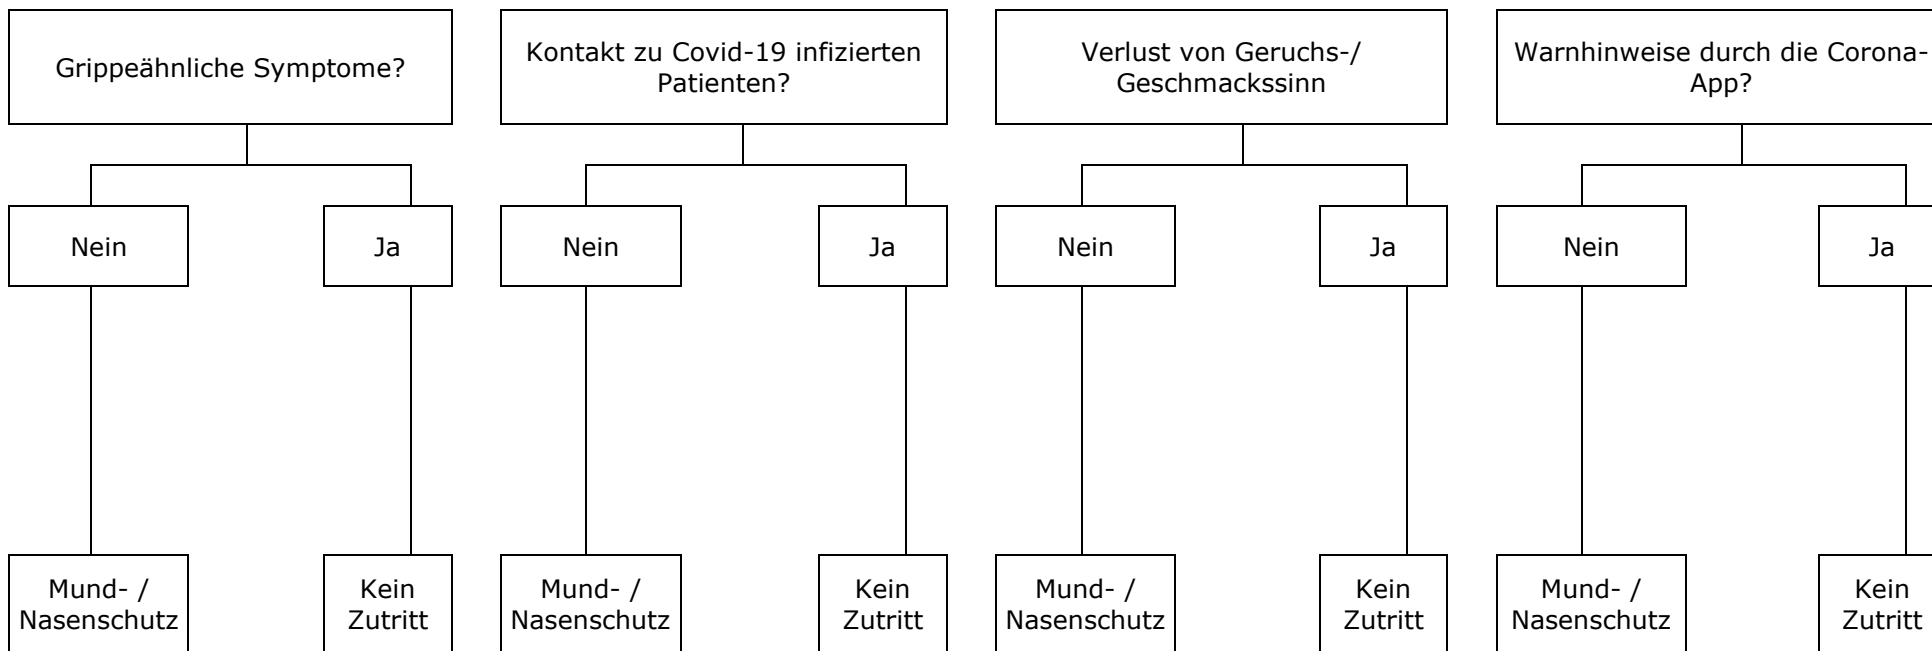 Grippeähnliche Symptome?
Kontakt zu Covid-19 infizierten
Patienten?
Verlust von Geruchs-/
Geschmackssinn
Warnhinweise durch die Corona-
App?
Nein
Ja
Nein
Ja
Nein
Ja
Nein
Ja
Mund- /
Nasenschutz
Kein
Zutritt
Mund- /
Nasenschutz
Kein
Zutritt
Mund- /
Nasenschutz
Kein
Zutritt
Mund- /
Nasenschutz
Kein
Zutritt